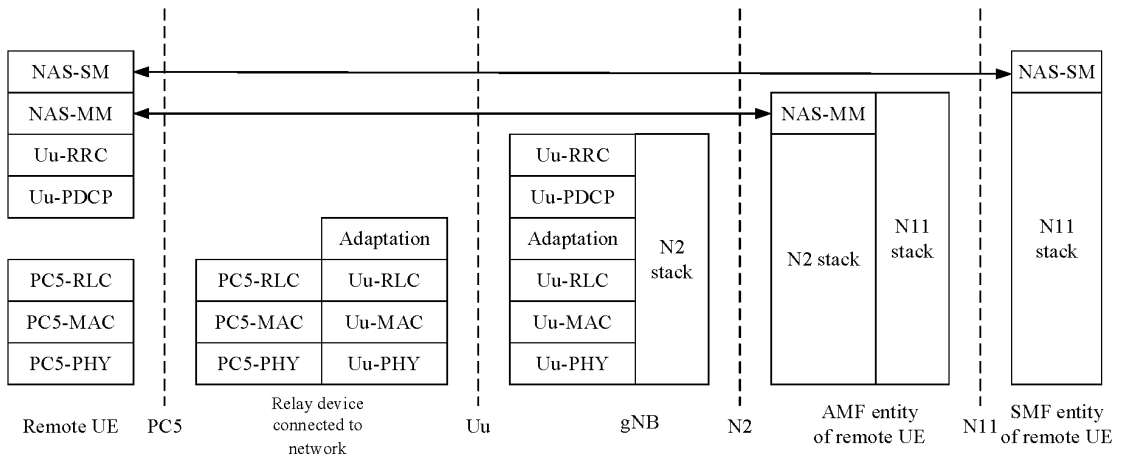 NAS-SM
NAS-SM
NAS-MM
NAS-MM
Uu-RRC
Uu-RRC
Uu-PDCP
Uu-PDCP
Adaptation
Adaptation
N2
stack
N2 stack
N11
stack
N11
stack
PC5-RLC
PC5-RLC
Uu-RLC
Uu-RLC
PC5-MAC
PC5-MAC
Uu-MAC
Uu-MAC
PC5-PHY
PC5-PHY
Uu-PHY
Uu-PHY
Remote UE
PC5
Relay device
connected to
network
Uu
gNB
N2
AMF entity
of remote UE
N11
SMF entity
of remote UE